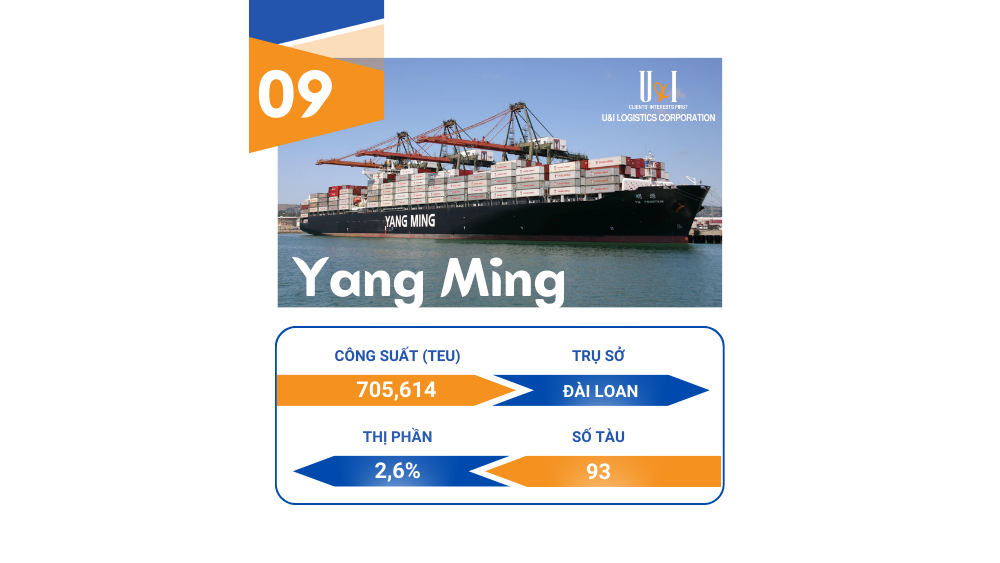 09
U&I
CLIENTS' INTERESTS FIRST
U&I LOGISTICS CORPORATION
YANG MING
Yang Ming
CÔNG SUẤT (TEU)
TRỤ SỞ
705,614
ĐÀI LOAN
THỊ PHẦN
SỐ TÀU
2,6%
93